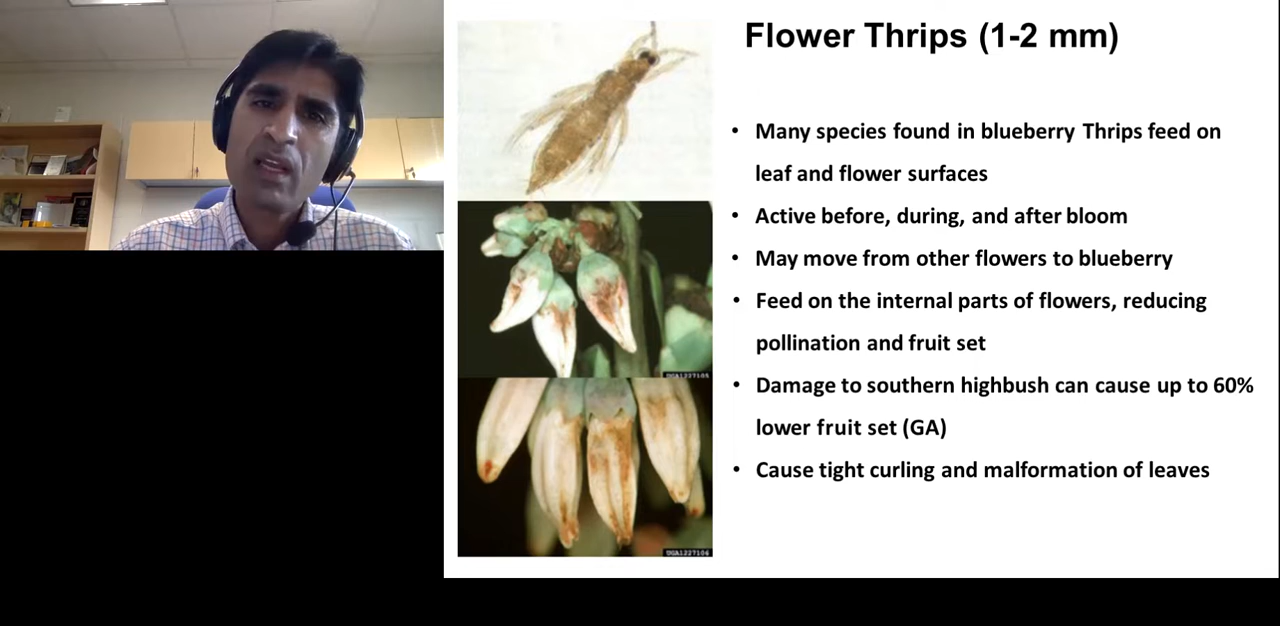 Flower Thrips (1-2 mm)
• Many species found in blueberry Thrips feed on
leaf and flower surfaces
• Active before, during, and after bloom
• May move from other flowers to blueberry
• Feed on the internal parts of flowers, reducing
pollination and fruit set
• Damage to southern highbush can cause up to 60%
lower fruit set (GA)
• Cause tight curling and malformation of leaves
UGA1227105
UGA1227106